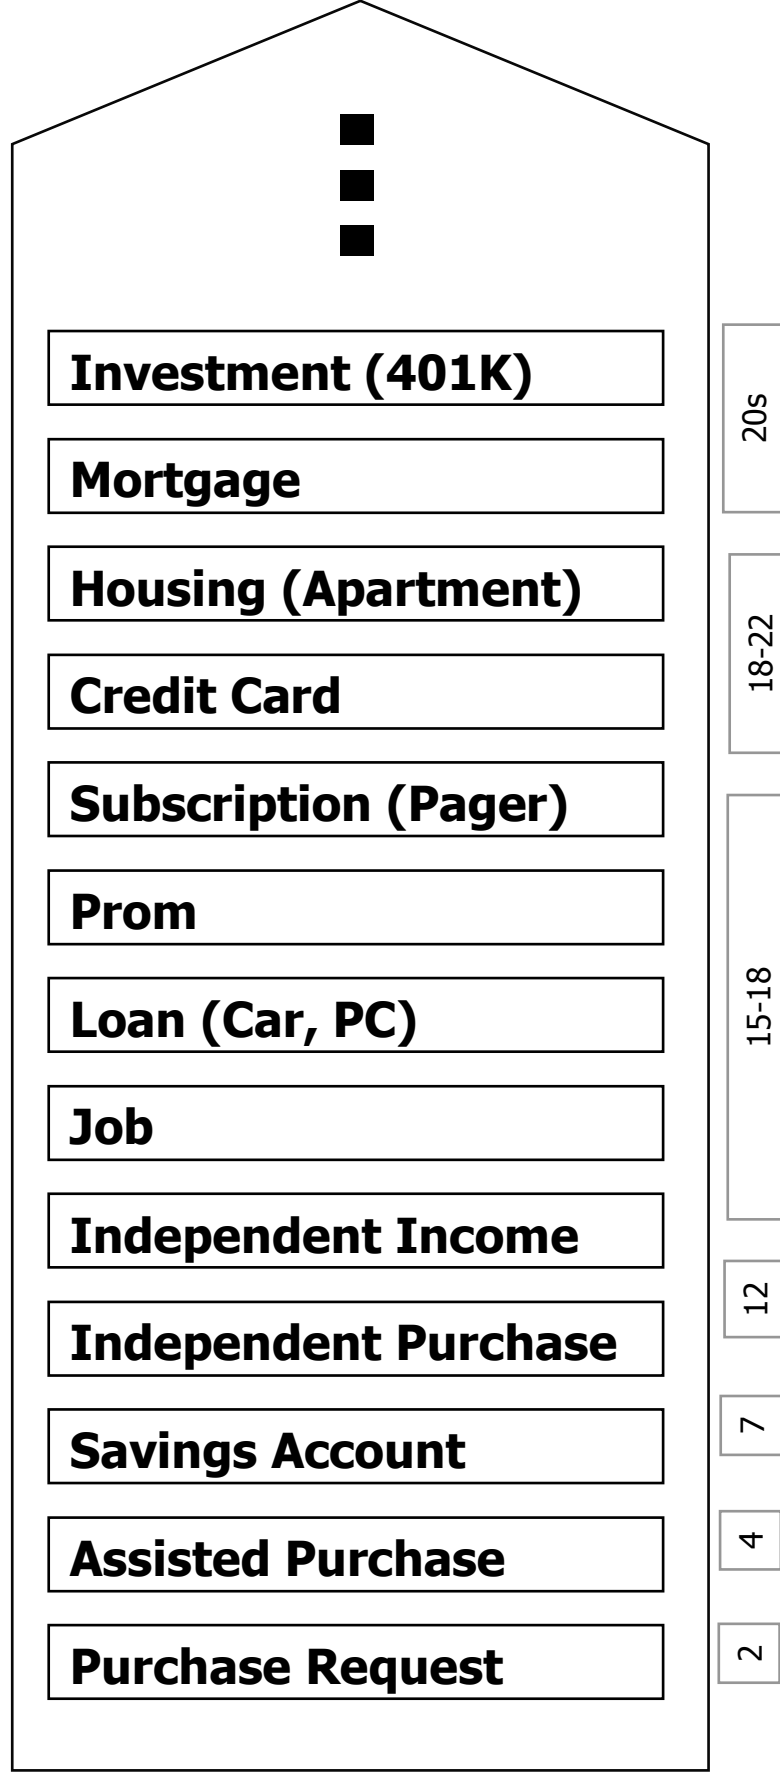 Investment (401K)
20s
Mortgage
Housing (Apartment)
18-22
Credit Card
Subscription (Pager)
Prom
15-18
Loan (Car, PC)
Job
Independent Income
12
Independent Purchase
Savings Account
7
Assisted Purchase
4
Purchase Request
2